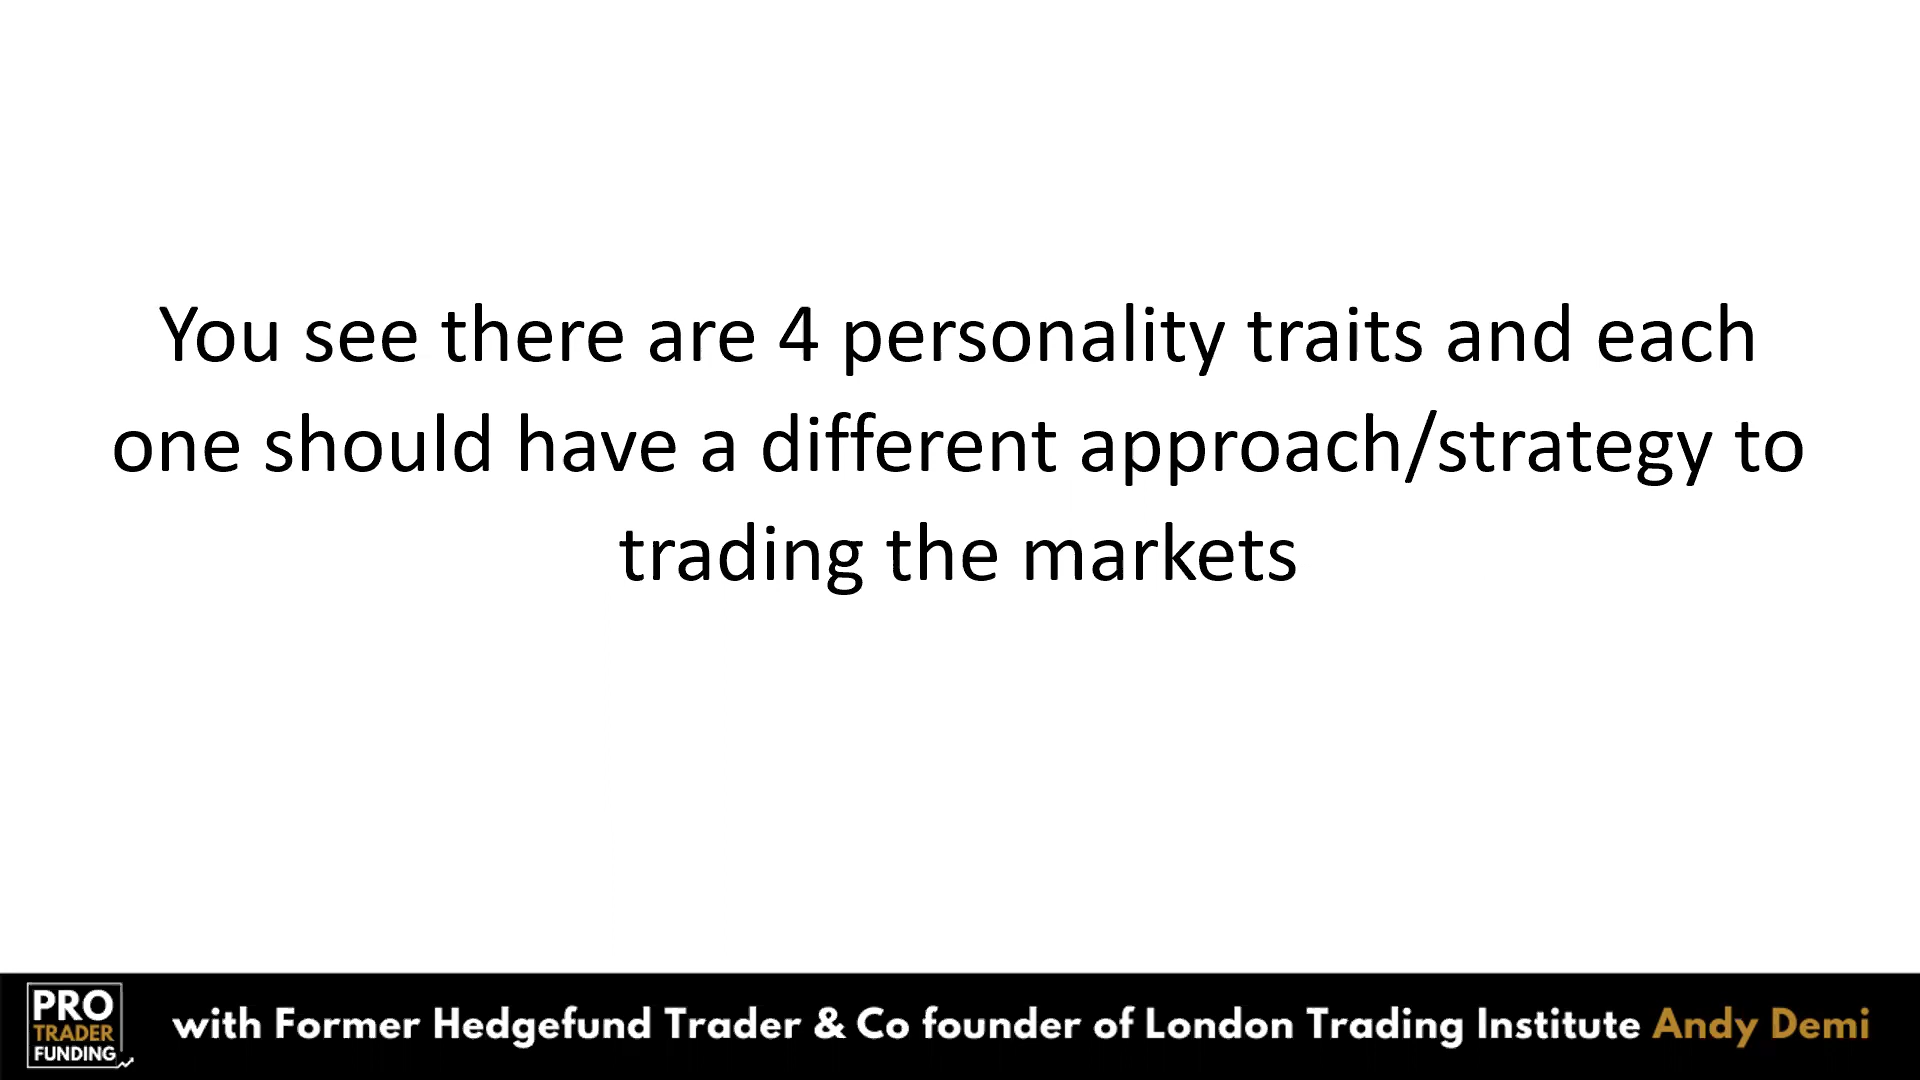 You see there are 4 personality traits and each
one should have a different approach/strategy to
trading the markets
PRO
TRADER
FUNDING
with Former Hedgefund Trader & Co founder of London Trading Institute Andy Demi